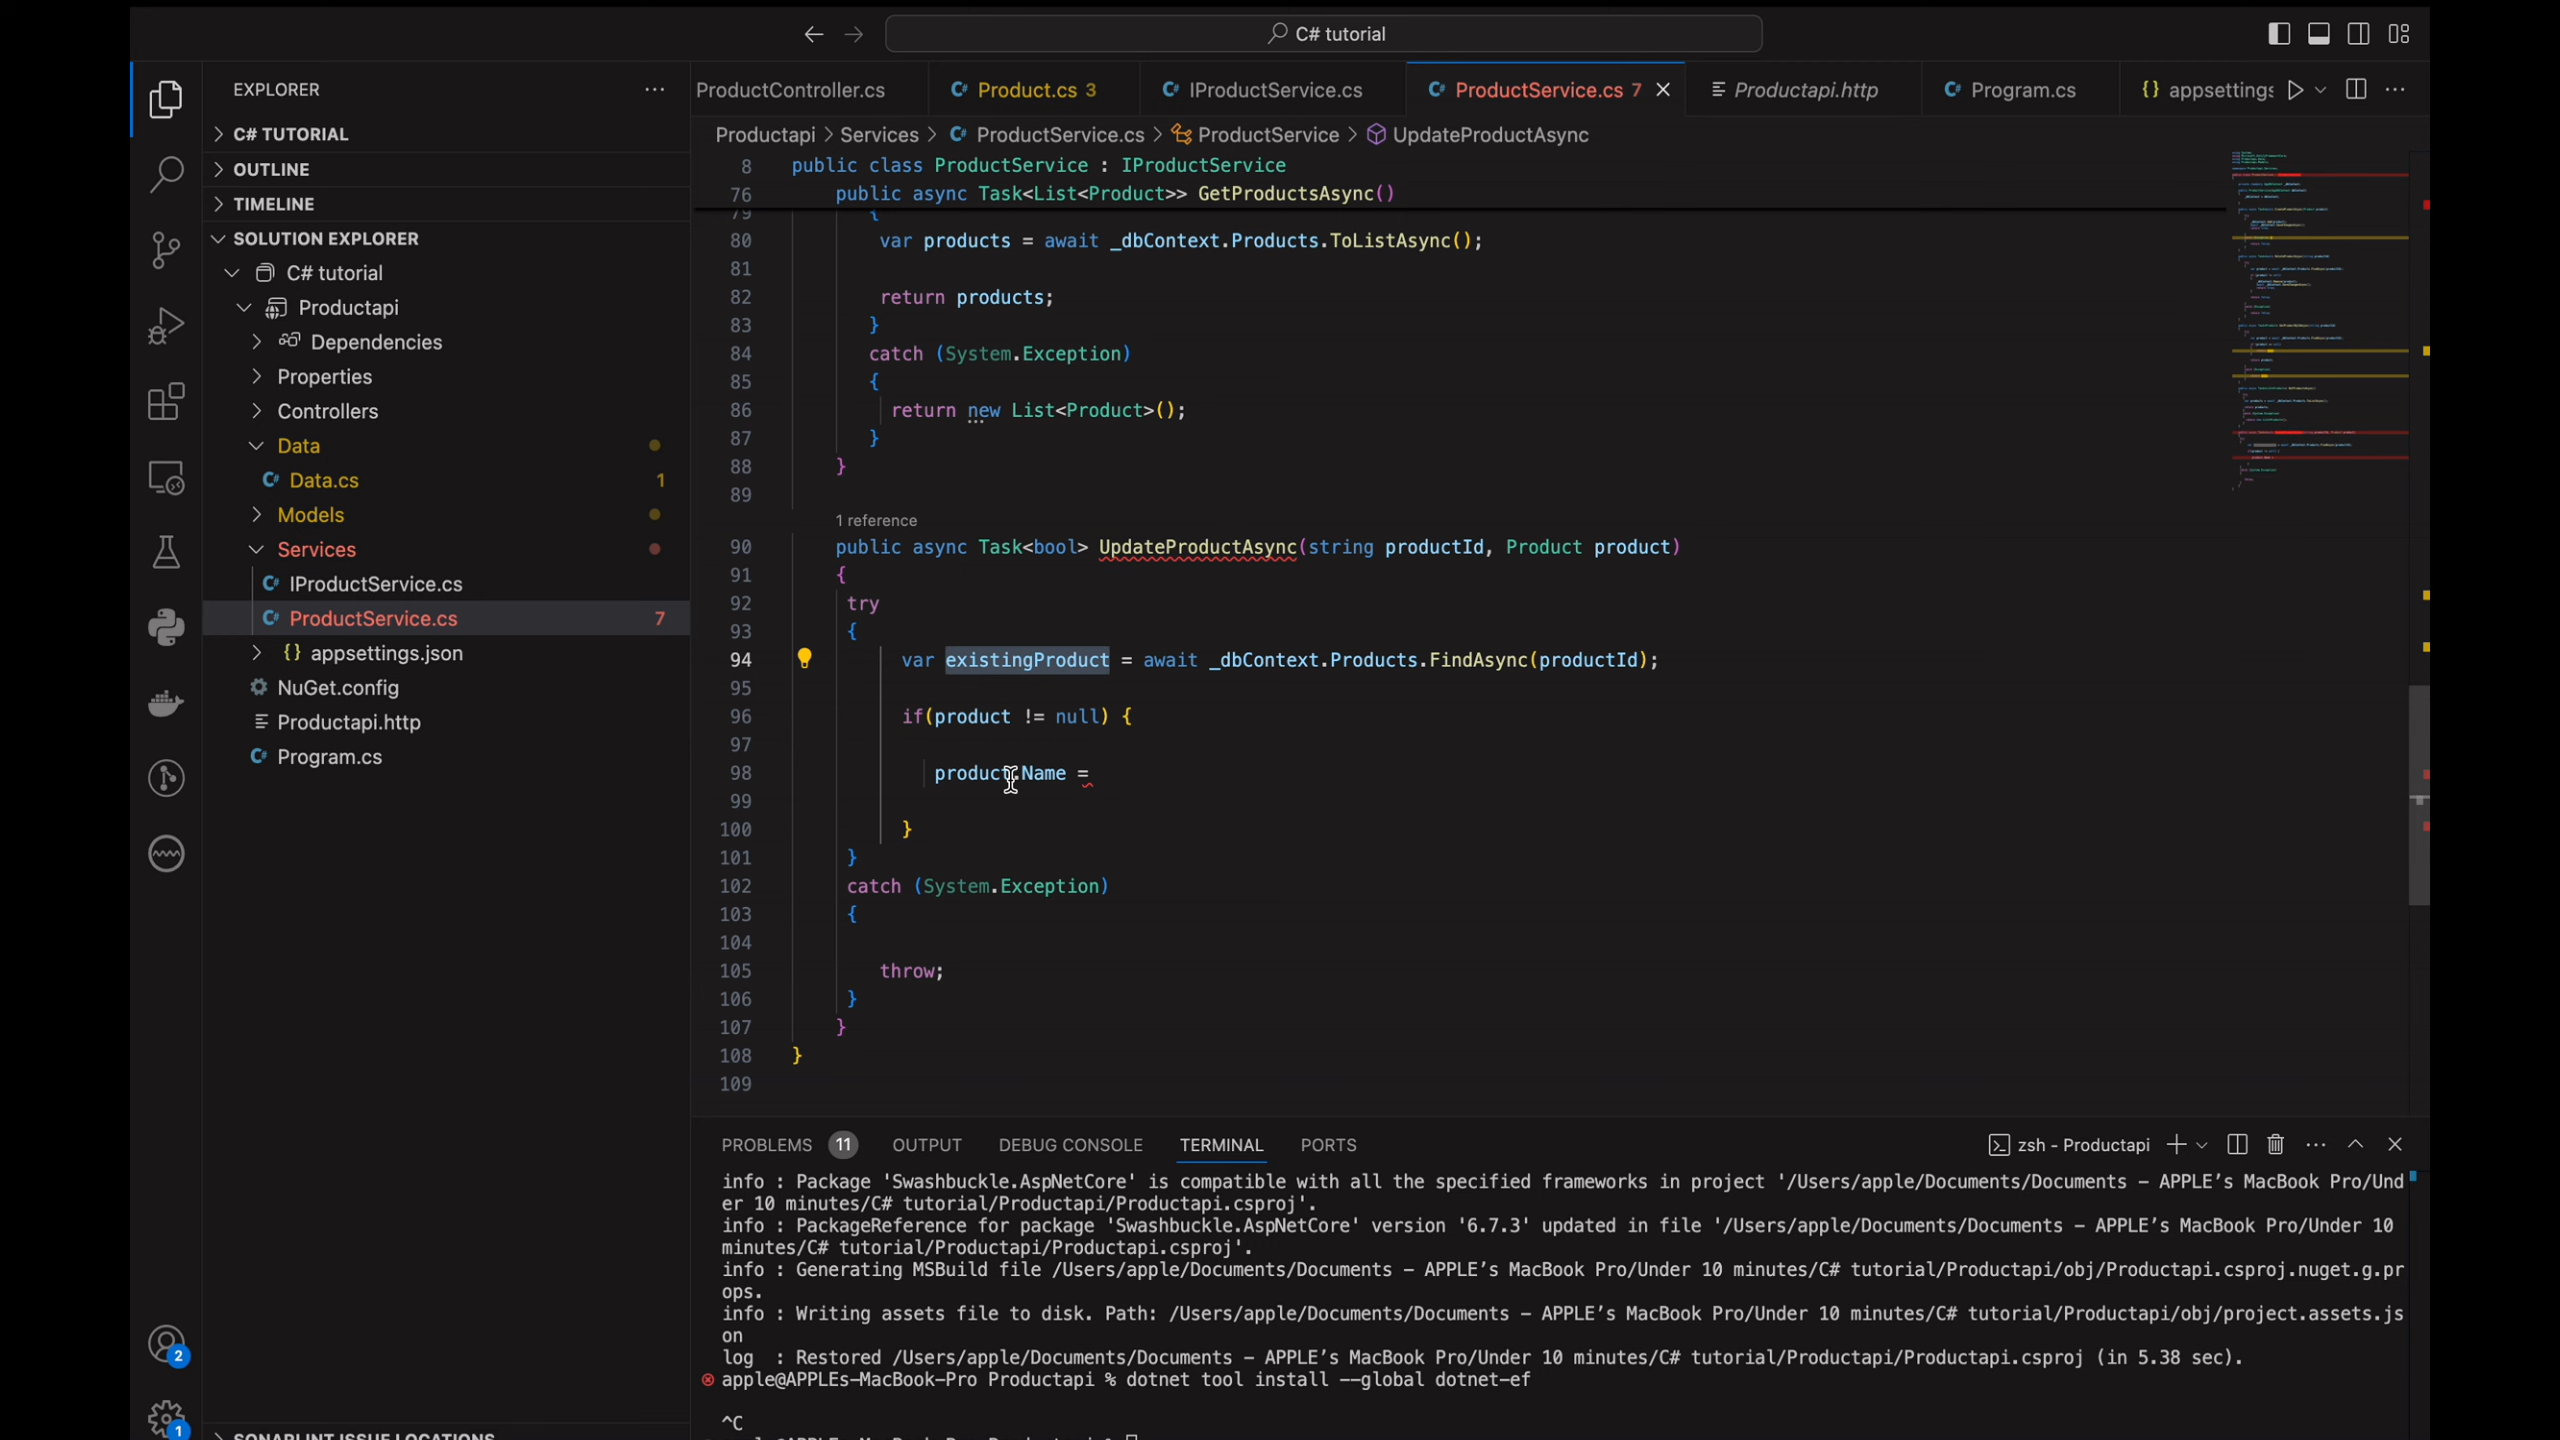 C# tutorial
EXPLORER
C# TUTORIAL
OUTLINE
TIMELINE
SOLUTION EXPLORER
C# tutorial
Productapi
Dependencies
Properties
Controllers
Data
Data.cs 1
Models
Services
IProductService.cs
ProductService.cs 7
{} appsettings.json
NuGet.config
Productapi.http
Program.cs
2
1
ProductController.cs Product.cs 3 IProductService.cs ProductService.cs 7 Productapi.http Program.cs {} appsettings
Productapi > Services > ProductService.cs > ProductService > UpdateProductAsync
8 public class ProductService : IProductService
76 public async Task<List<Product>> GetProductsAsync()
79 {
80 var products = await _dbContext.Products.ToListAsync();
81
82 return products;
83 }
84 catch (System.Exception)
85 {
86 return new List<Product>();
87 }
88 }
89
1 reference
90 public async Task<bool> UpdateProductAsync(string productId, Product product)
91 {
92 try
93 {
94 var existingProduct = await _dbContext.Products.FindAsync(productId);
95
96 if(product != null) {
97
98 product.Name =
99
100 }
101 }
102 catch (System.Exception)
103 {
104
105 throw;
106 }
107 }
108 }
109
PROBLEMS 11 OUTPUT DEBUG CONSOLE TERMINAL PORTS zsh - Productapi
info : Package 'Swashbuckle.AspNetCore' is compatible with all the specified frameworks in project '/Users/apple/Documents/Documents – APPLE’s MacBook Pro/Und
er 10 minutes/C# tutorial/Productapi/Productapi.csproj'.
info : PackageReference for package 'Swashbuckle.AspNetCore' version '6.7.3' updated in file '/Users/apple/Documents/Documents – APPLE’s MacBook Pro/Under 10
minutes/C# tutorial/Productapi/Productapi.csproj'.
info : Generating MSBuild file /Users/apple/Documents/Documents – APPLE’s MacBook Pro/Under 10 minutes/C# tutorial/Productapi/obj/Productapi.csproj.nuget.g.pr
ops.
info : Writing assets file to disk. Path: /Users/apple/Documents/Documents – APPLE’s MacBook Pro/Under 10 minutes/C# tutorial/Productapi/obj/project.assets.js
on
log : Restored /Users/apple/Documents/Documents – APPLE’s MacBook Pro/Under 10 minutes/C# tutorial/Productapi/Productapi.csproj (in 5.38 sec).
apple@APPLEs-MacBook-Pro Productapi % dotnet tool install --global dotnet-ef
^C